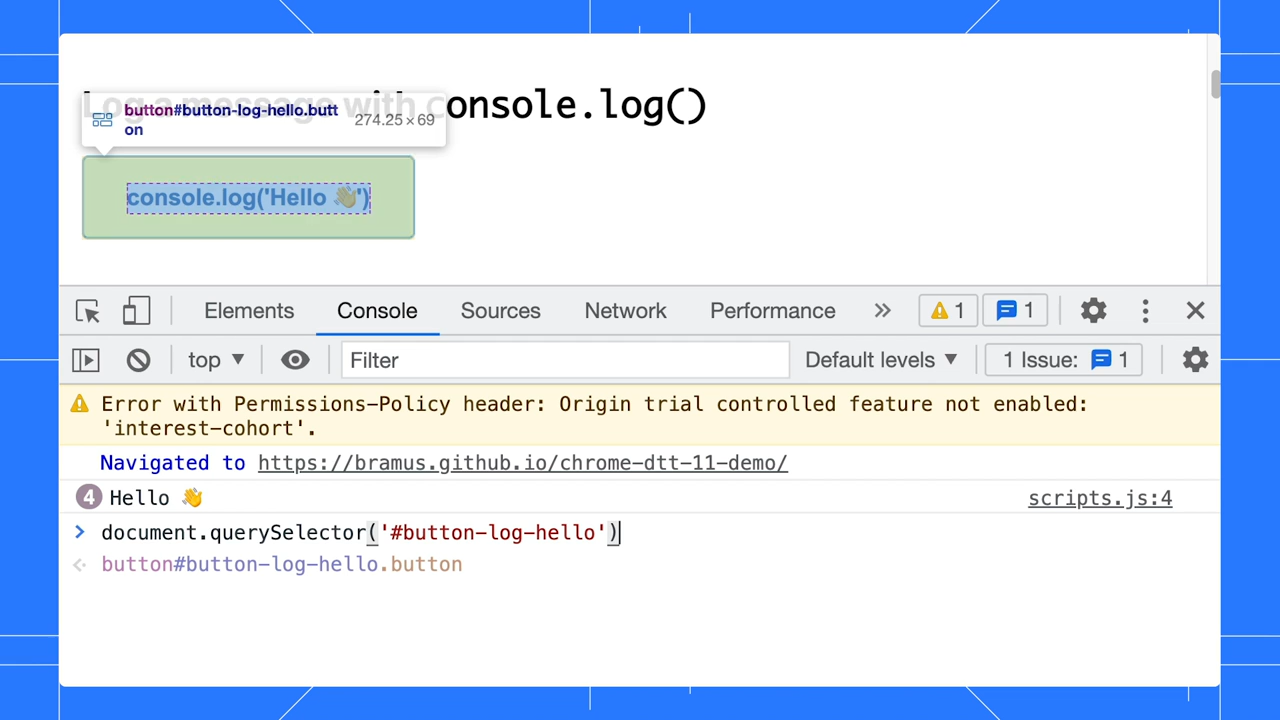 Log a message with console.log()
button#button-log-hello.butt
on
274.25×69
console.log('Hello 👋')
Elements Console Sources Network Performance » 1 1
top ▼ Filter Default levels ▼ 1 Issue: 1
Error with Permissions-Policy header: Origin trial controlled feature not enabled:
'interest-cohort'.
Navigated to https://bramus.github.io/chrome-dtt-11-demo/
4 Hello 👋 scripts.js:4
> document.querySelector('#button-log-hello')
button#button-log-hello.button